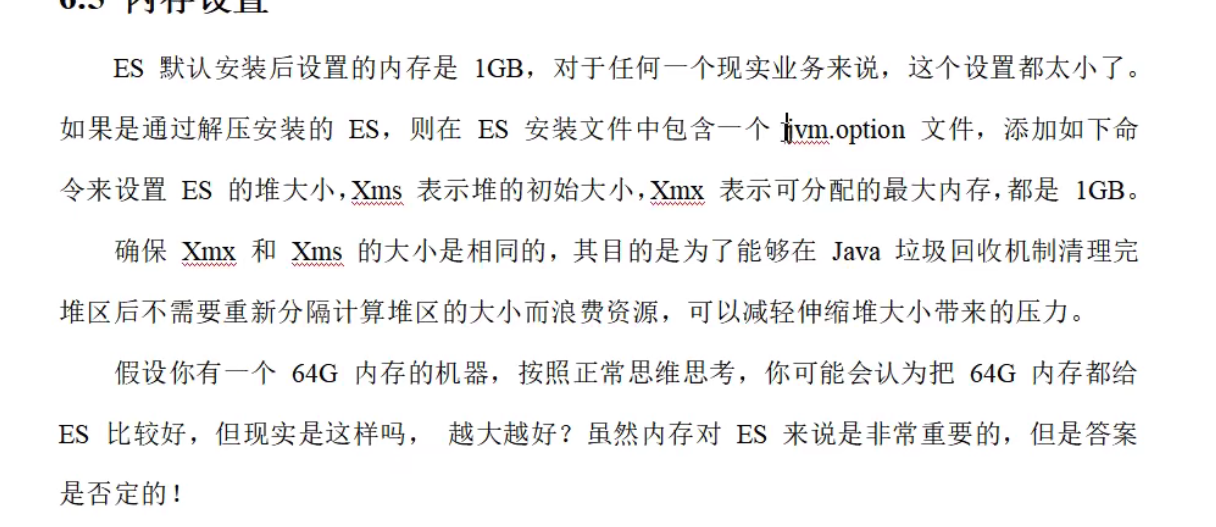 6.5 内存设置
ES 默认安装后设置的内存是 1GB，对于任何一个现实业务来说，这个设置都太小了。
如果是通过解压安装的 ES，则在 ES 安装文件中包含一个 jvm.option 文件，添加如下命
令来设置 ES 的堆大小，Xms 表示堆的初始大小，Xmx 表示可分配的最大内存，都是 1GB。
确保 Xmx 和 Xms 的大小是相同的，其目的是为了能够在 Java 垃圾回收机制清理完
堆区后不需要重新分隔计算堆区的大小而浪费资源，可以减轻伸缩堆大小带来的压力。
假设你有一个 64G 内存的机器，按照正常思维思考，你可能会认为把 64G 内存都给
ES 比较好，但现实是这样吗， 越大越好？虽然内存对 ES 来说是非常重要的，但是答案
是否定的！